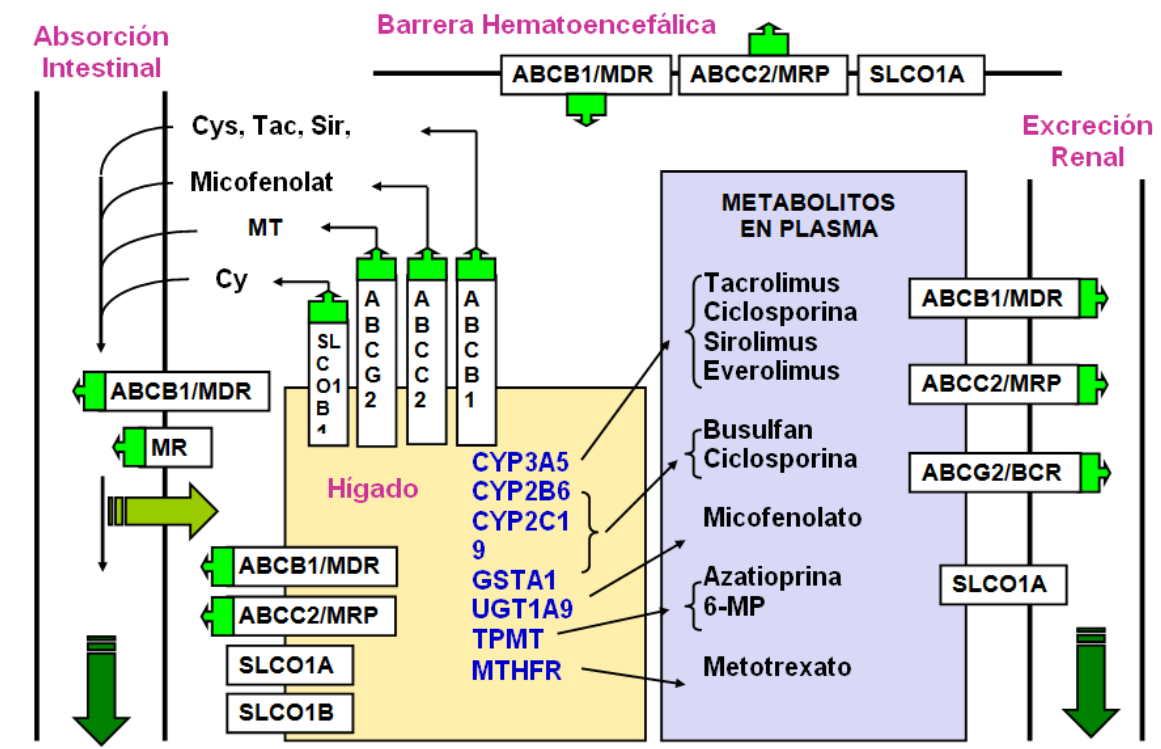 Absorción
Intestinal
Barrera Hematoencefálica
ABCB1/MDR
ABCC2/MRP
SLCO1A
Excreción
Renal
Cys, Tac, Sir,
Micofenolat
MT
Cy
SL
C
O1
B
1
A
B
C
G
2
A
B
C
C
2
A
B
C
B
1
ABCB1/MDR
MR
Hígado
CYP3A5
CYP2B6
CYP2C1
9
GSTA1
UGT1A9
TPMT
MTHFR
ABCB1/MDR
ABCC2/MRP
SLCO1A
SLCO1B
METABOLITOS
EN PLASMA
Tacrolimus
Ciclosporina
Sirolimus
Everolimus
Busulfan
Ciclosporina
Micofenolato
Azatioprina
6-MP
Metotrexato
ABCB1/MDR
ABCC2/MRP
ABCG2/BCR
SLCO1A